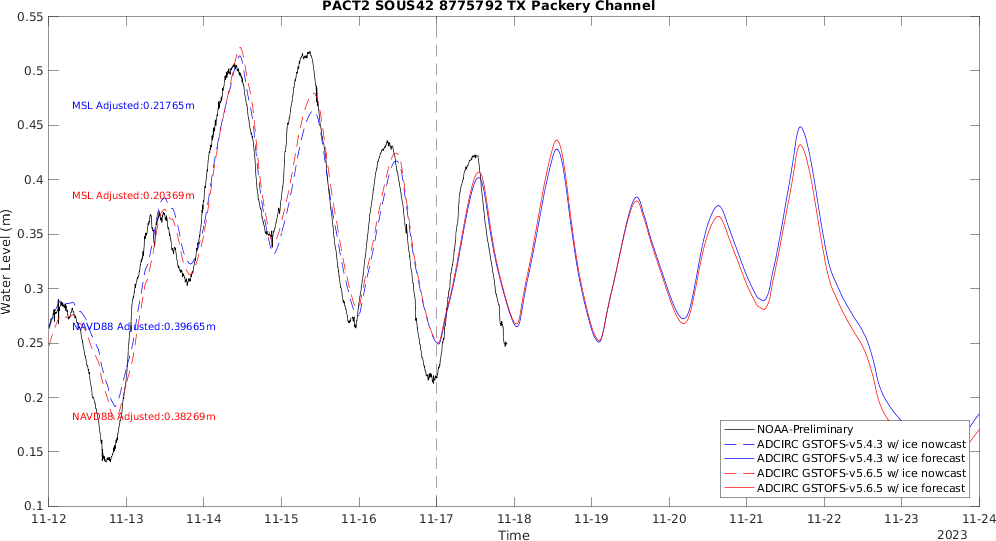 PACT2 SOUS42 8775792 TX Packery Channel
0.55
0.5
0.45
0.4
0.35
0.3
0.25
0.2
0.15
0.1
Water Level (m)
MSL Adjusted:0.21765m
MSL Adjusted:0.20369m
NAVD88 Adjusted:0.39665m
NAVD88 Adjusted:0.38269m
NOAA-Preliminary
ADCIRC GSTOFS-v5.4.3 w/ ice nowcast
ADCIRC GSTOFS-v5.4.3 w/ ice forecast
ADCIRC GSTOFS-v5.6.5 w/ ice nowcast
ADCIRC GSTOFS-v5.6.5 w/ ice forecast
11-12 11-13 11-14 11-15 11-16 11-17 11-18 11-19 11-20 11-21 11-22 11-23 11-24
Time
2023